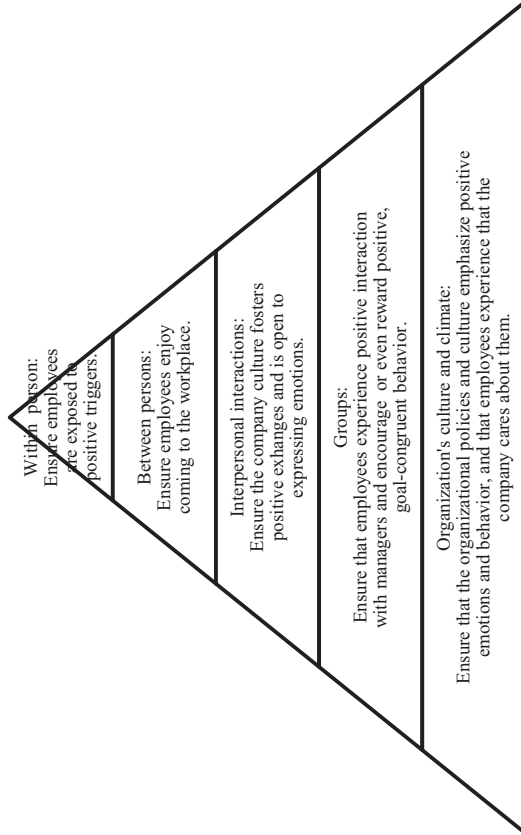 Within person:
Ensure employees
are exposed to
positive triggers.
Between persons:
Ensure employees enjoy
coming to the workplace.
Interpersonal interactions:
Ensure the company culture fosters
positive exhanges and is open to
expressing emotions.
Groups:
Ensure that employees experience positive interaction
with managers and encourage or even reward positive,
goal-congruent behavior.
Organization's culture and climate:
Ensure that the organizational policies and culture emphasize positive
emotions and behavior, and that employees experience that the
company cares about them.